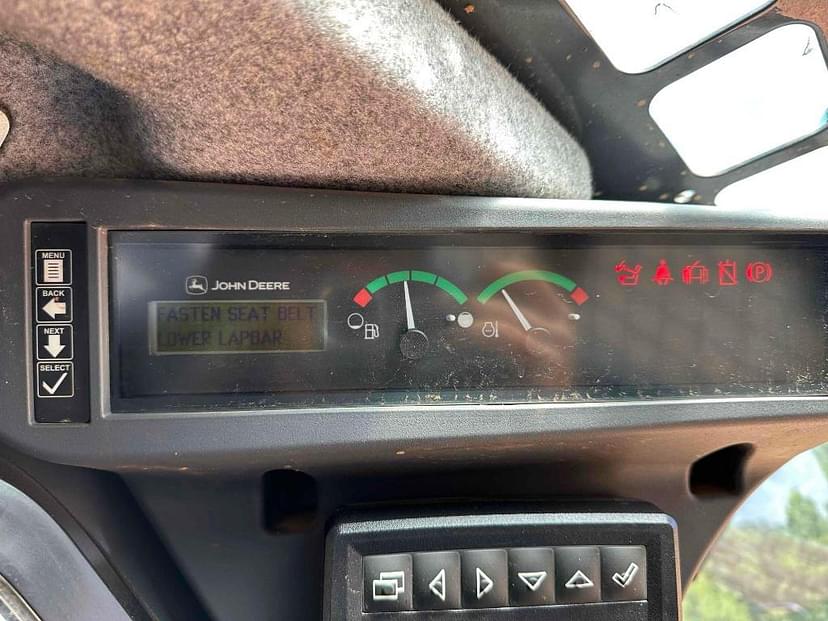 MENU
BACK
NEXT
SELECT
JOHN DEERE
FASTEN SEAT BELT
LOWER LAPBAR
P